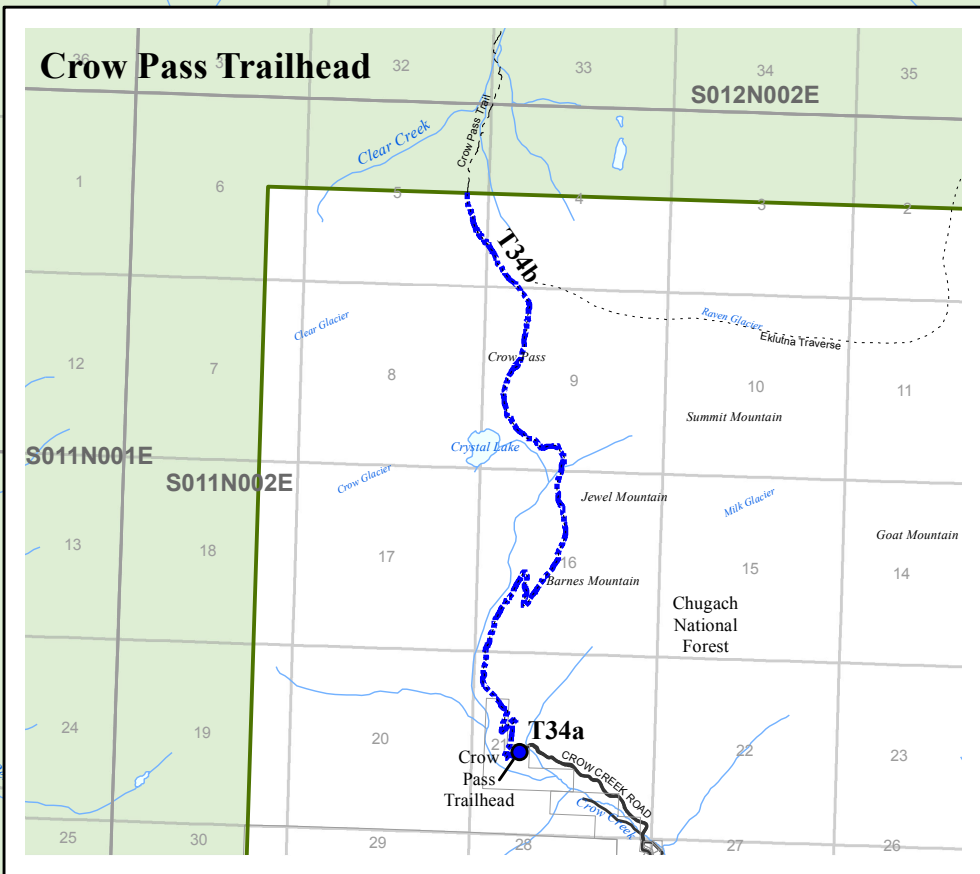 Crow Pass Trailhead
32
33
34
35
S012N002E
Crow Pass Trail
Clear Creek
1
6
5
4
3
2
T34b
Clear Glacier
Raven Glacier
Eklutna Traverse
Crow Pass
12
7
8
9
10
11
Summit Mountain
Crystal Lake
S011N001E
S011N002E
Crow Glacier
Jewel Mountain
Milk Glacier
Goat Mountain
13
18
17
16
15
14
Barnes Mountain
Chugach
National
Forest
24
19
20
21
22
23
T34a
Crow
Pass
Trailhead
CROW CREEK ROAD
Crow Creek
25
30
29
28
27
26